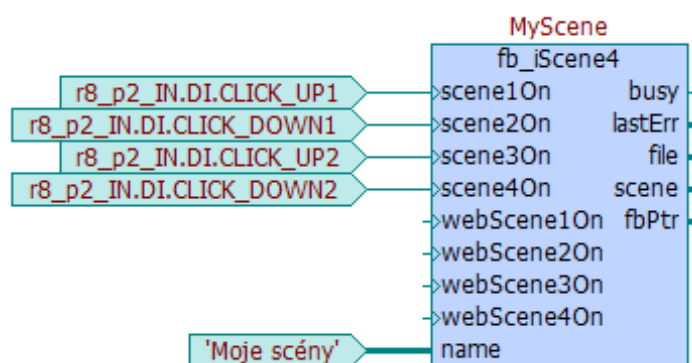 MyScene
fb_iScene4
r8_p2_IN.DI.CLICK_UP1 scene1On busy
r8_p2_IN.DI.CLICK_DOWN1 scene2On lastErr
r8_p2_IN.DI.CLICK_UP2 scene3On file
r8_p2_IN.DI.CLICK_DOWN2 scene4On scene
webScene1On fbPtr
webScene2On
webScene3On
webScene4On
'Moje scény' name